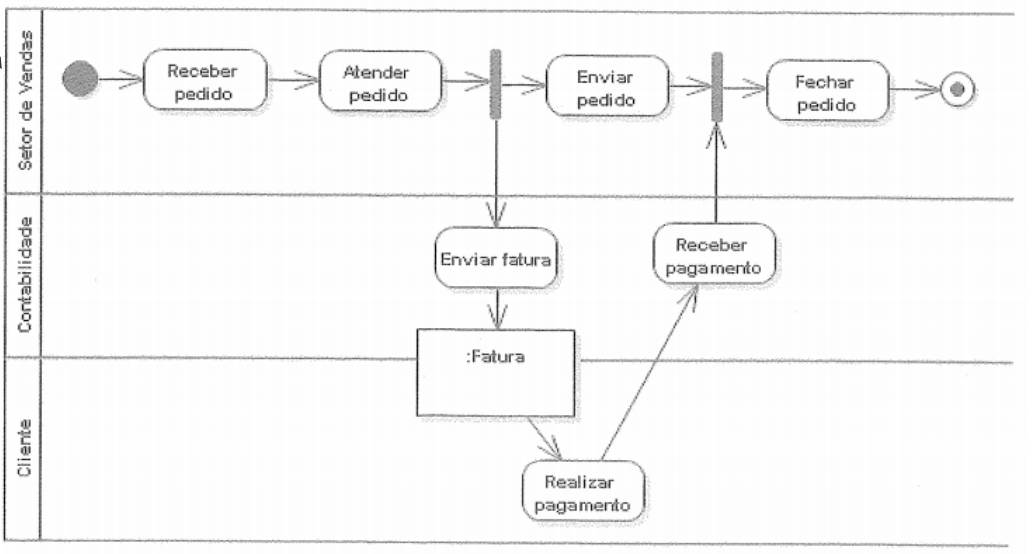 Setor de Vendas
Receber
pedido
Atender
pedido
Enviar
pedido
Fechar
pedido
Contabilidade
Enviar fatura
Receber
pagamento
:Fatura
Cliente
Realizar
pagamento